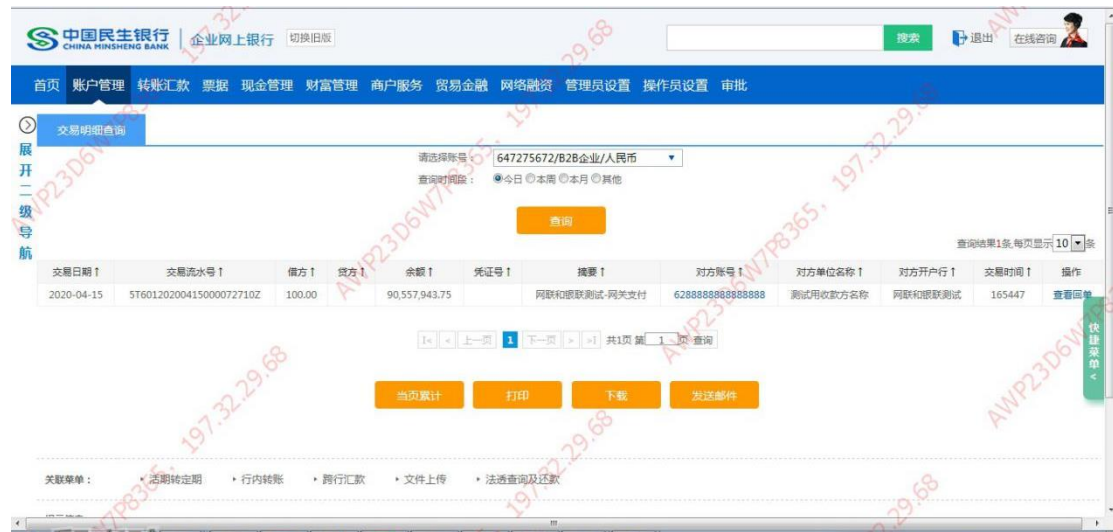 中国民生银行 CHINA MINSHENG BANK 企业网上银行 切换旧版 搜索 退出 在线咨询
首页 账户管理 转账汇款 票据 现金管理 财富管理 商户服务 贸易金融 网络融资 管理员设置 操作员设置 审批
展开二级导航
交易明细查询
请选择账号： 647275672/B2B企业/人民币
查询时间段： 今日 本周 本月 其他
查询
查询结果1条,每页显示 10 条
交易日期↑ 交易流水号↑ 借方↑ 贷方↑ 余额↑ 凭证号↑ 摘要↑ 对方账号↑ 对方单位名称↑ 对方开户行↑ 交易时间↑ 操作
2020-04-15 5T60120200415000072710Z 100.00 90,557,943.75 网联和银联测试-网关支付 6288888888888888 测试用收款方名称 网联和银联测试 165447 查看回单
|< < 上一页 1 下一页 > >| 共1页 第 1 页 查询
快捷菜单 <
当页累计 打印 下载 发送邮件
关联菜单： 活期转定期 行内转账 跨行汇款 文件上传 法透查询及还款
AWP23D6W7P8365, 197.32.29.68